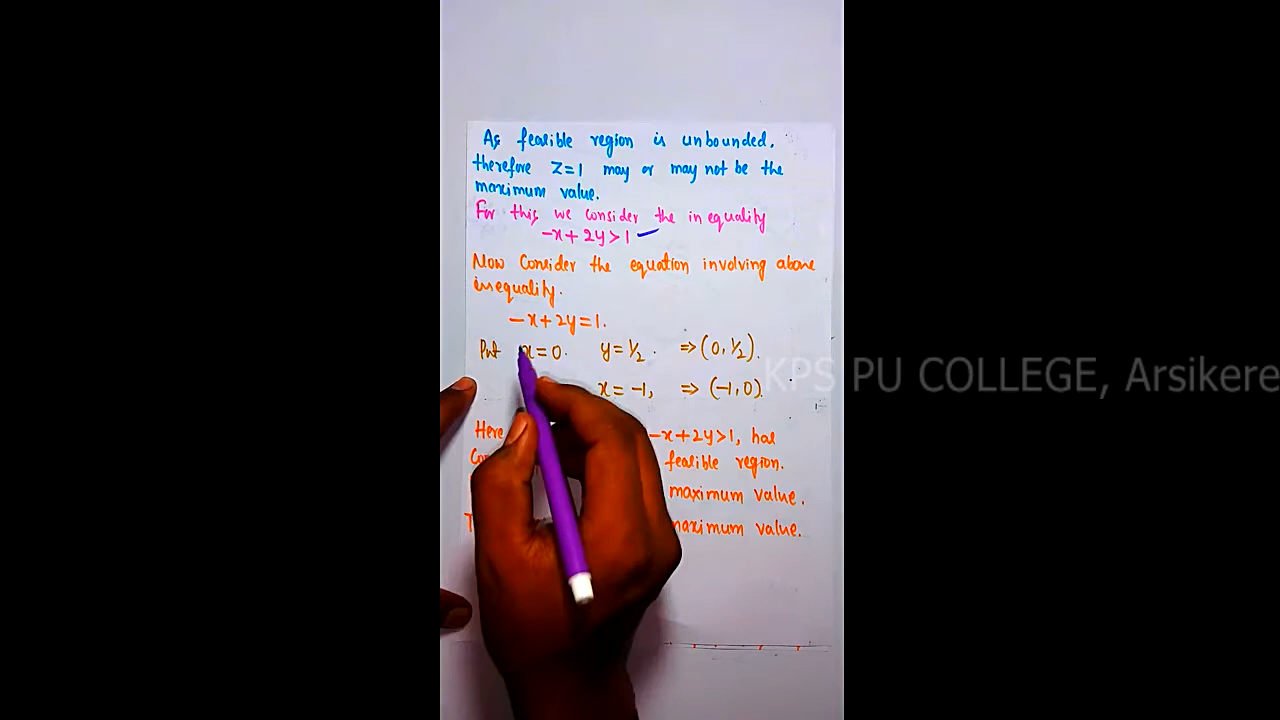 As feasible region is unbounded,
therefore Z=1 may or may not be the
maximum value.
For this, we consider the inequality
-x+2y>1
Now Consider the equation involving above
inequality.
-x+2y=1.
Put x=0. y=1/2. ⇒(0,1/2).
x=-1, ⇒(-1,0).
Here -x+2y>1, has
feasible region.
maximum value.
maximum value.
KPS PU COLLEGE, Arsikere